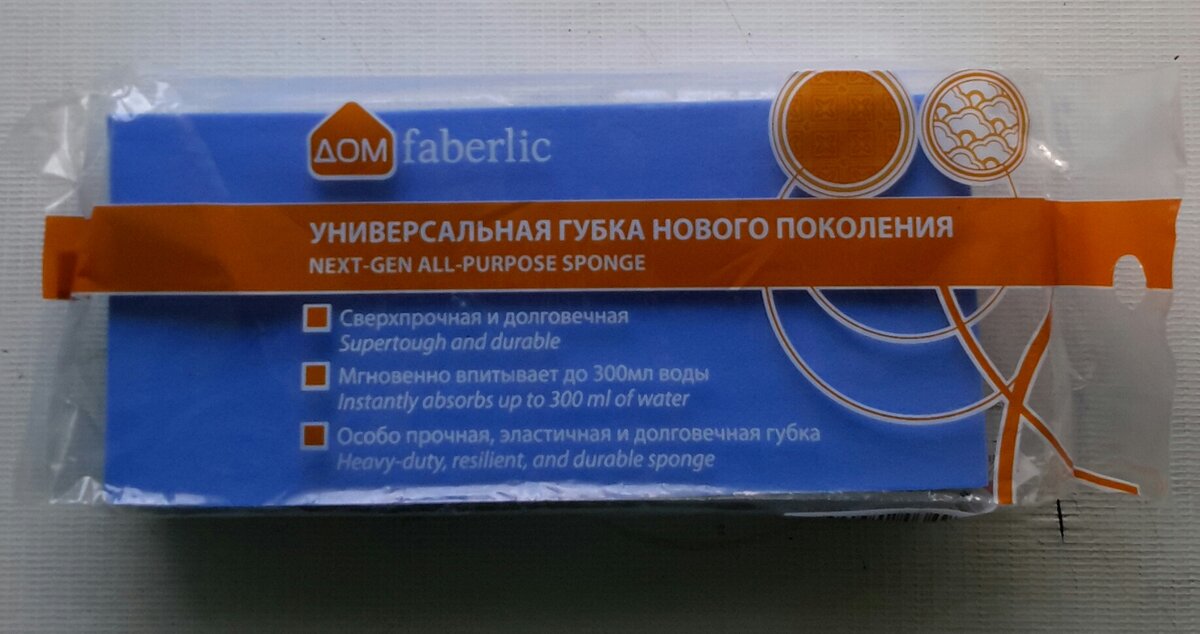 ДОМ faberlic
УНИВЕРСАЛЬНАЯ ГУБКА НОВОГО ПОКОЛЕНИЯ
NEXT-GEN ALL-PURPOSE SPONGE
Сверхпрочная и долговечная
Supertough and durable
Мгновенно впитывает до 300мл воды
Instantly absorbs up to 300 ml of water
Особо прочная, эластичная и долговечная губка
Heavy-duty, resilient, and durable sponge